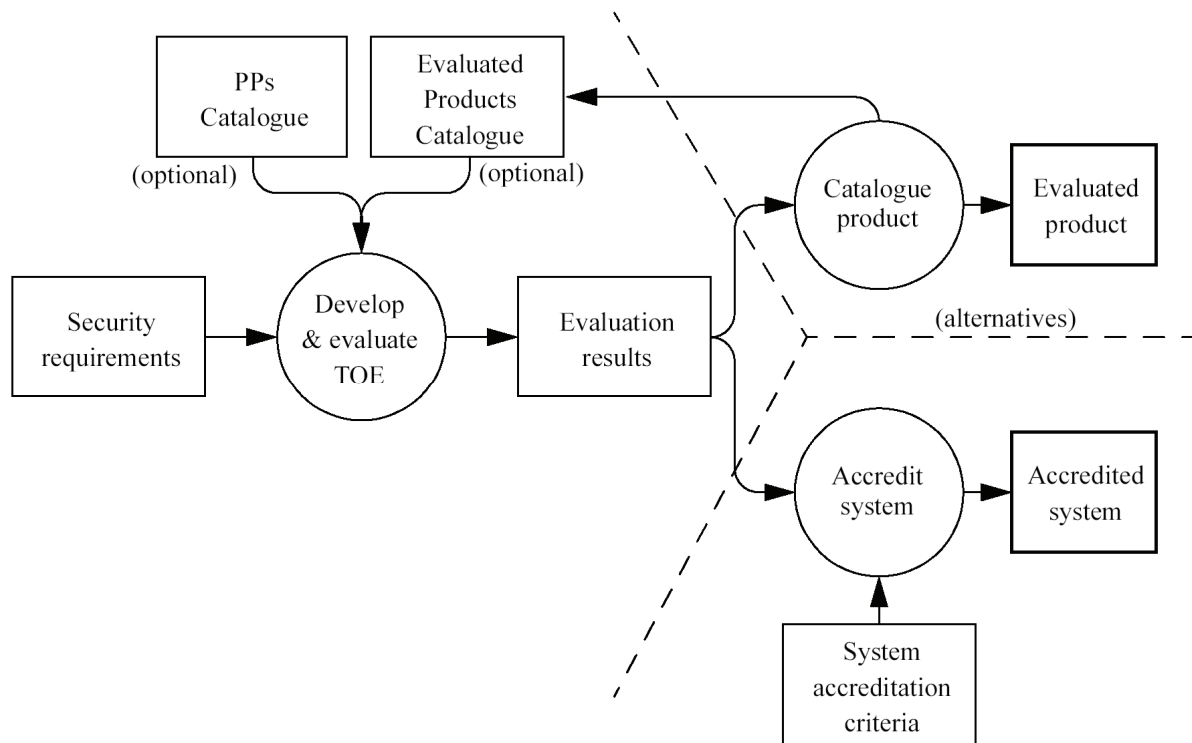 PPs
Catalogue
Evaluated
Products
Catalogue
(optional)
(optional)
Catalogue
product
Evaluated
product
Security
requirements
Develop
& evaluate
TOE
Evaluation
results
(alternatives)
Accredit
system
Accredited
system
System
accreditation
criteria